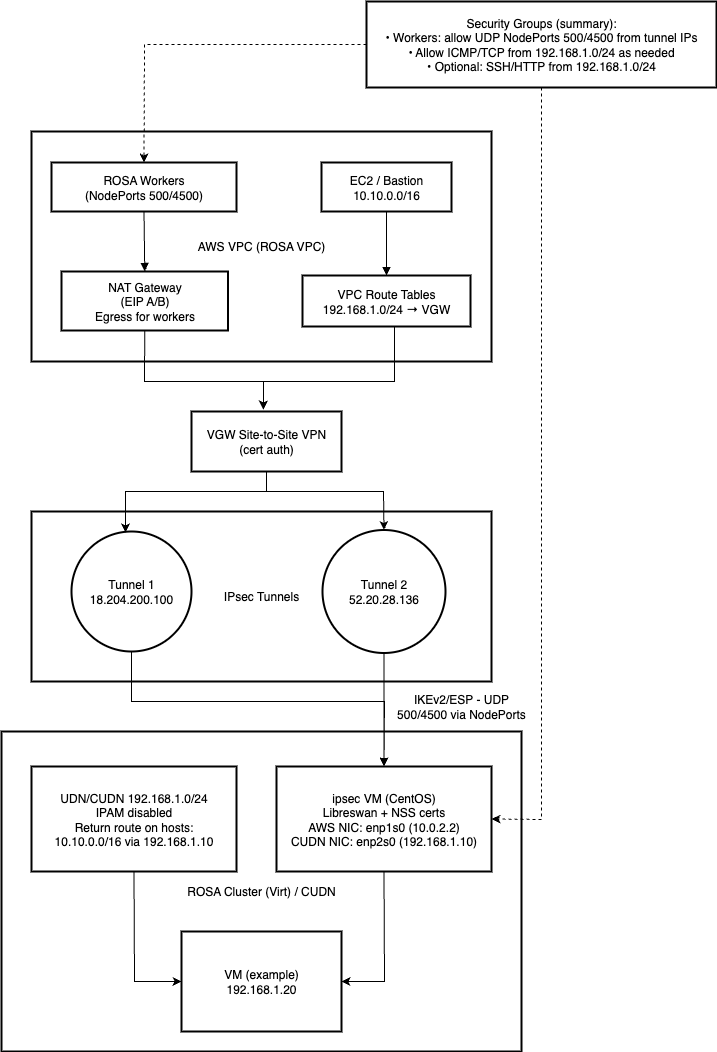 Security Groups (summary):
• Workers: allow UDP NodePorts 500/4500 from tunnel IPs
• Allow ICMP/TCP from 192.168.1.0/24 as needed
• Optional: SSH/HTTP from 192.168.1.0/24
ROSA Workers
(NodePorts 500/4500)
EC2 / Bastion
10.10.0.0/16
AWS VPC (ROSA VPC)
NAT Gateway
(EIP A/B)
Egress for workers
VPC Route Tables
192.168.1.0/24 → VGW
VGW Site-to-Site VPN
(cert auth)
Tunnel 1
18.204.200.100
IPsec Tunnels
Tunnel 2
52.20.28.136
IKEv2/ESP - UDP
500/4500 via NodePorts
UDN/CUDN 192.168.1.0/24
IPAM disabled
Return route on hosts:
10.10.0.0/16 via 192.168.1.10
ipsec VM (CentOS)
Libreswan + NSS certs
AWS NIC: enp1s0 (10.0.2.2)
CUDN NIC: enp2s0 (192.168.1.10)
ROSA Cluster (Virt) / CUDN
VM (example)
192.168.1.20